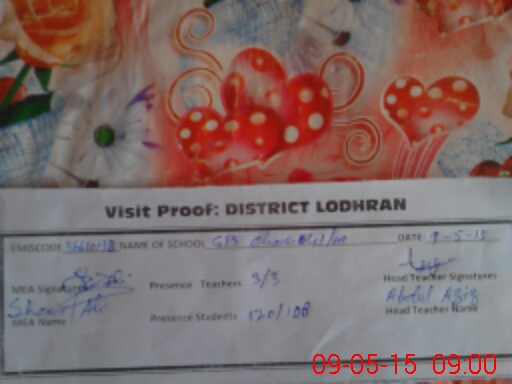 Visit Proof: DISTRICT LODHRAN
EMISCODE NAME OF SCHOOL GPS DATE 9-5-15
MEA Signatures Presence Teachers 3/3 Head Teacher Signatures
MEA Name Ali Presence Students 120/108 Abdul Aziz Head Teacher Name
09-05-15 09:00